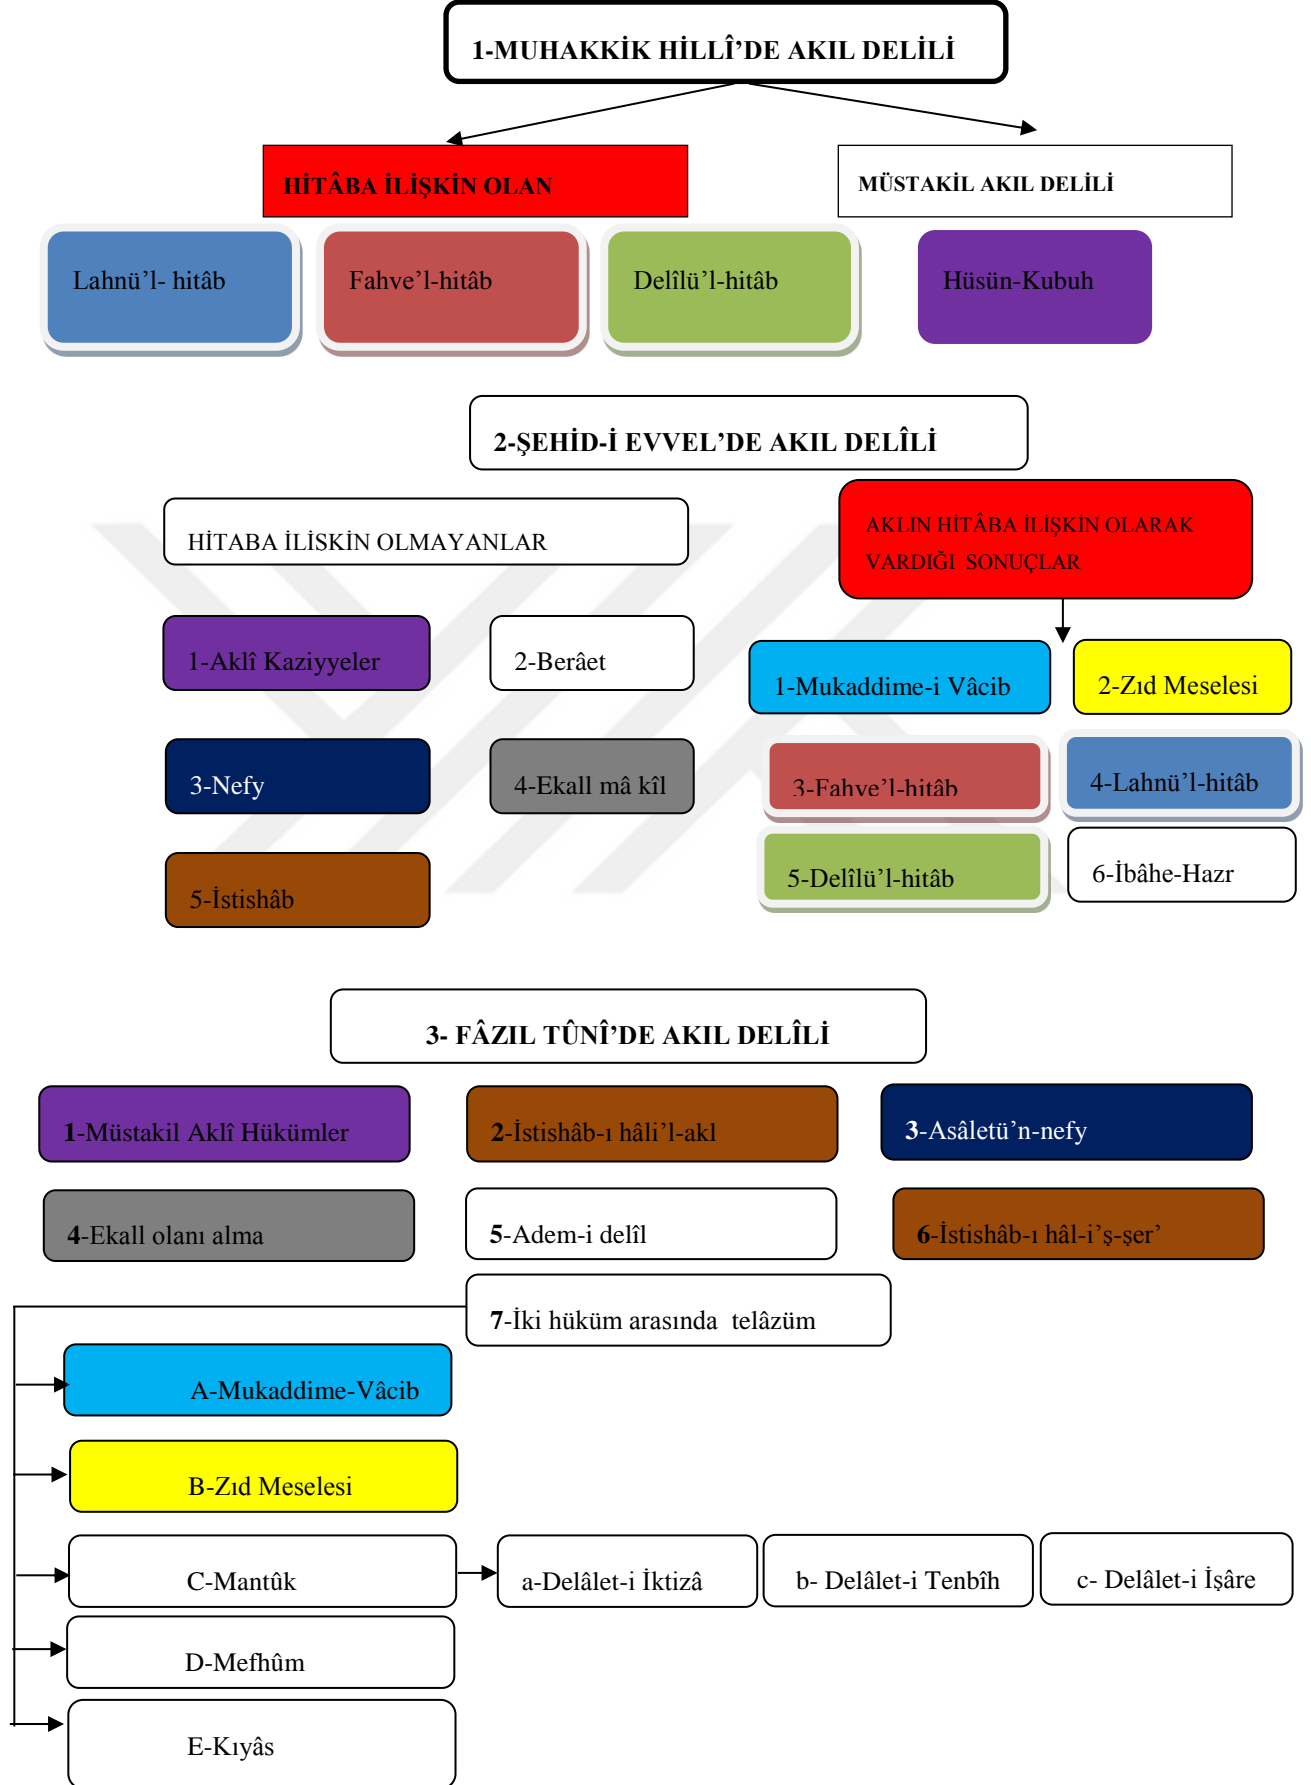 1-MUHAKKİK HİLLÎ’DE AKIL DELİLİ
HİTÂBA İLİŞKİN OLAN
MÜSTAKİL AKIL DELİLİ
Lahnü’l- hitâb
Fahve’l-hitâb
Delîlü’l-hitâb
Hüsün-Kubuh
2-ŞEHİD-İ EVVEL’DE AKIL DELÎLİ
HİTABA İLİSKİN OLMAYANLAR
AKLIN HİTÂBA İLİŞKİN OLARAK
VARDIĞI SONUÇLAR
1-Aklî Kaziyyeler
2-Berâet
1-Mukaddime-i Vâcib
2-Zıd Meselesi
3-Nefy
4-Ekall mâ kîl
3-Fahve’l-hitâb
4-Lahnü’l-hitâb
5-İstishâb
5-Delîlü’l-hitâb
6-İbâhe-Hazr
3- FÂZIL TÛNÎ’DE AKIL DELÎLİ
1-Müstakil Aklî Hükümler
2-İstishâb-ı hâli’l-akl
3-Asâletü’n-nefy
4-Ekall olanı alma
5-Adem-i delîl
6-İstishâb-ı hâl-i’ş-şer’
7-İki hüküm arasında telâzüm
A-Mukaddime-Vâcib
B-Zıd Meselesi
C-Mantûk
a-Delâlet-i İktizâ
b- Delâlet-i Tenbîh
c- Delâlet-i İşâre
D-Mefhûm
E-Kıyâs